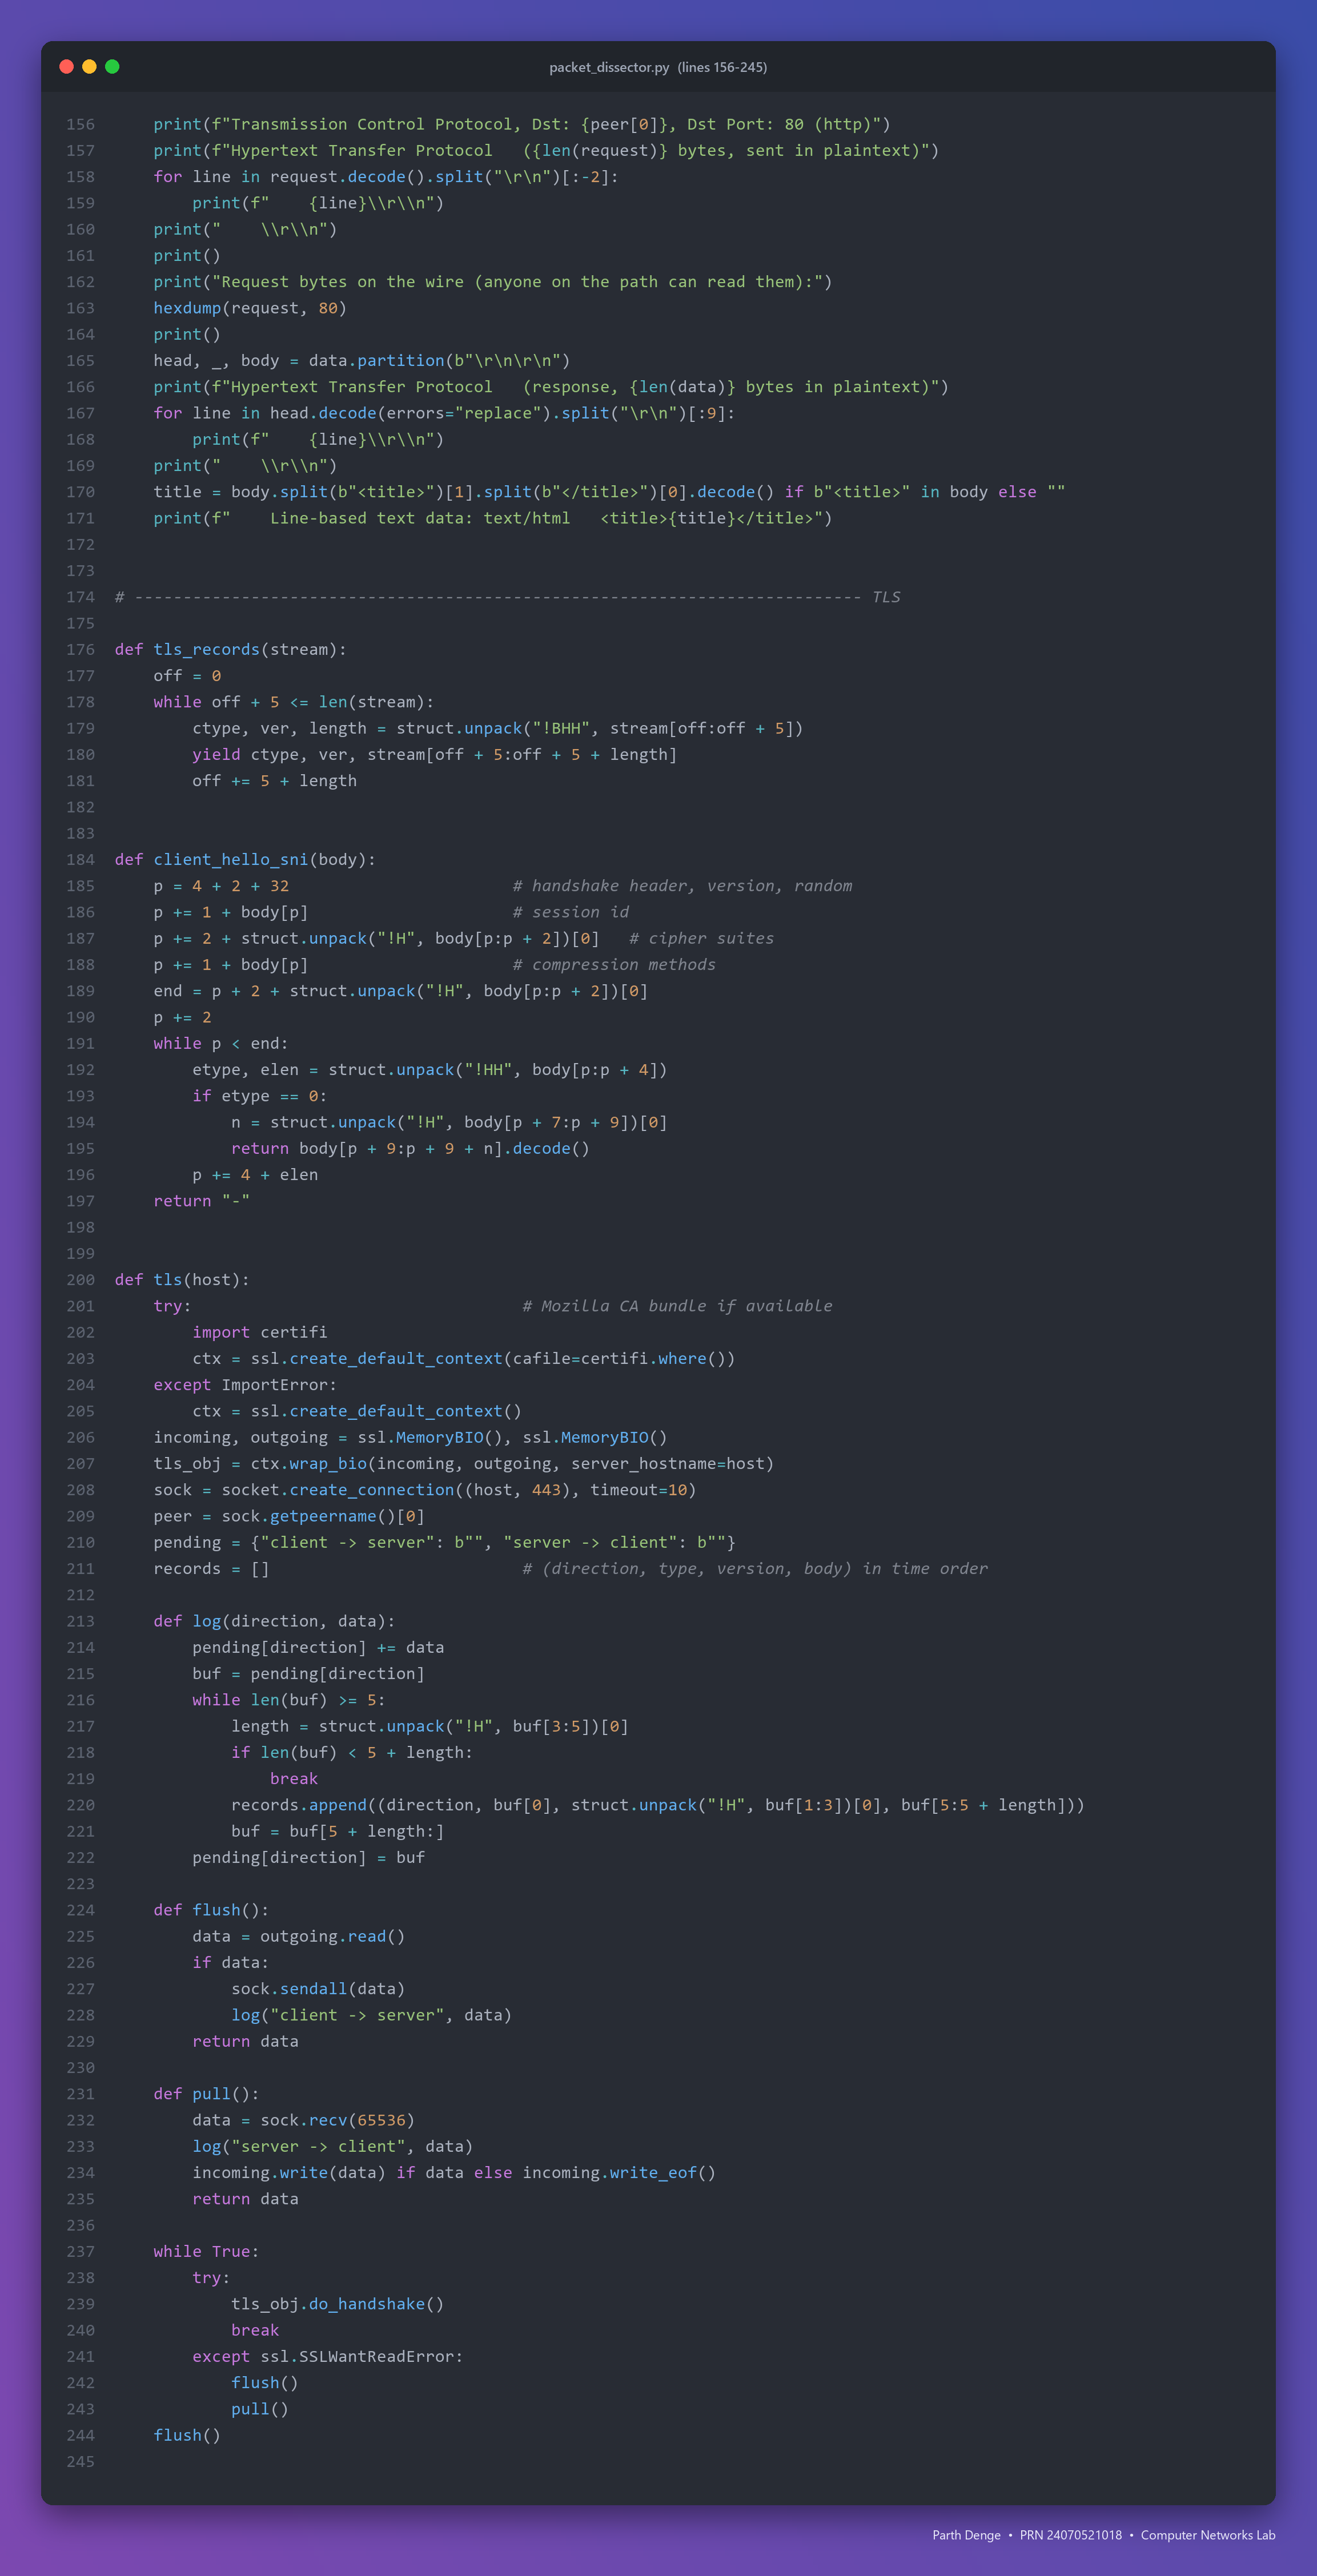 packet_dissector.py  (lines 156-245)
156      print(f"Transmission Control Protocol, Dst: {peer[0]}, Dst Port: 80 (http)")
157      print(f"Hypertext Transfer Protocol   ({len(request)} bytes, sent in plaintext)")
158      for line in request.decode().split("\r\n")[:-2]:
159          print(f"    {line}\\r\\n")
160      print("    \\r\\n")
161      print()
162      print("Request bytes on the wire (anyone on the path can read them):")
163      hexdump(request, 80)
164      print()
165      head, _, body = data.partition(b"\r\n\r\n")
166      print(f"Hypertext Transfer Protocol   (response, {len(data)} bytes in plaintext)")
167      for line in head.decode(errors="replace").split("\r\n")[:9]:
168          print(f"    {line}\\r\\n")
169      print("    \\r\\n")
170      title = body.split(b"<title>")[1].split(b"</title>")[0].decode() if b"<title>" in body else ""
171      print(f"    Line-based text data: text/html   <title>{title}</title>")
172
173
174  # --------------------------------------------------------------------------- TLS
175
176  def tls_records(stream):
177      off = 0
178      while off + 5 <= len(stream):
179          ctype, ver, length = struct.unpack("!BHH", stream[off:off + 5])
180          yield ctype, ver, stream[off + 5:off + 5 + length]
181          off += 5 + length
182
183
184  def client_hello_sni(body):
185      p = 4 + 2 + 32                       # handshake header, version, random
186      p += 1 + body[p]                     # session id
187      p += 2 + struct.unpack("!H", body[p:p + 2])[0]   # cipher suites
188      p += 1 + body[p]                     # compression methods
189      end = p + 2 + struct.unpack("!H", body[p:p + 2])[0]
190      p += 2
191      while p < end:
192          etype, elen = struct.unpack("!HH", body[p:p + 4])
193          if etype == 0:
194              n = struct.unpack("!H", body[p + 7:p + 9])[0]
195              return body[p + 9:p + 9 + n].decode()
196          p += 4 + elen
197      return "-"
198
199
200  def tls(host):
201      try:                                  # Mozilla CA bundle if available
202          import certifi
203          ctx = ssl.create_default_context(cafile=certifi.where())
204      except ImportError:
205          ctx = ssl.create_default_context()
206      incoming, outgoing = ssl.MemoryBIO(), ssl.MemoryBIO()
207      tls_obj = ctx.wrap_bio(incoming, outgoing, server_hostname=host)
208      sock = socket.create_connection((host, 443), timeout=10)
209      peer = sock.getpeername()[0]
210      pending = {"client -> server": b"", "server -> client": b""}
211      records = []                          # (direction, type, version, body) in time order
212
213      def log(direction, data):
214          pending[direction] += data
215          buf = pending[direction]
216          while len(buf) >= 5:
217              length = struct.unpack("!H", buf[3:5])[0]
218              if len(buf) < 5 + length:
219                  break
220              records.append((direction, buf[0], struct.unpack("!H", buf[1:3])[0], buf[5:5 + length]))
221              buf = buf[5 + length:]
222          pending[direction] = buf
223
224      def flush():
225          data = outgoing.read()
226          if data:
227              sock.sendall(data)
228              log("client -> server", data)
229          return data
230
231      def pull():
232          data = sock.recv(65536)
233          log("server -> client", data)
234          incoming.write(data) if data else incoming.write_eof()
235          return data
236
237      while True:
238          try:
239              tls_obj.do_handshake()
240              break
241          except ssl.SSLWantReadError:
242              flush()
243              pull()
244      flush()
245
Parth Denge • PRN 24070521018 • Computer Networks Lab